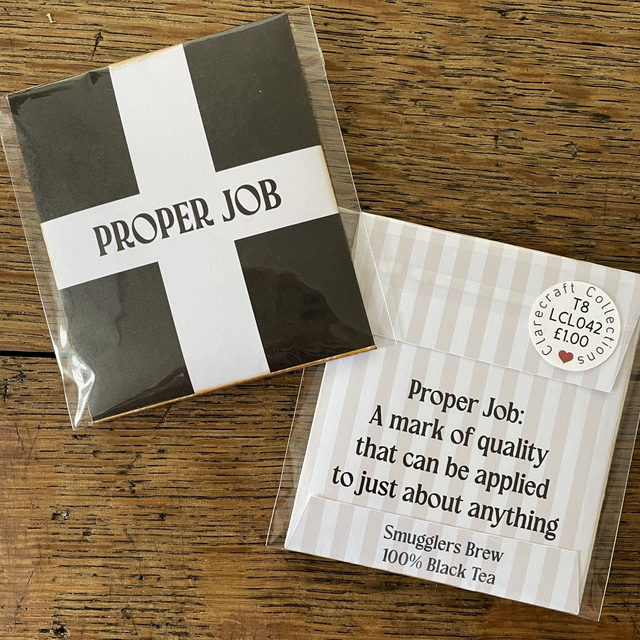 PROPER JOB
Clarecraft Collections
T8
LCL042
£1.00
Proper Job:
A mark of quality
that can be applied
to just about anything
Smugglers Brew
100% Black Tea